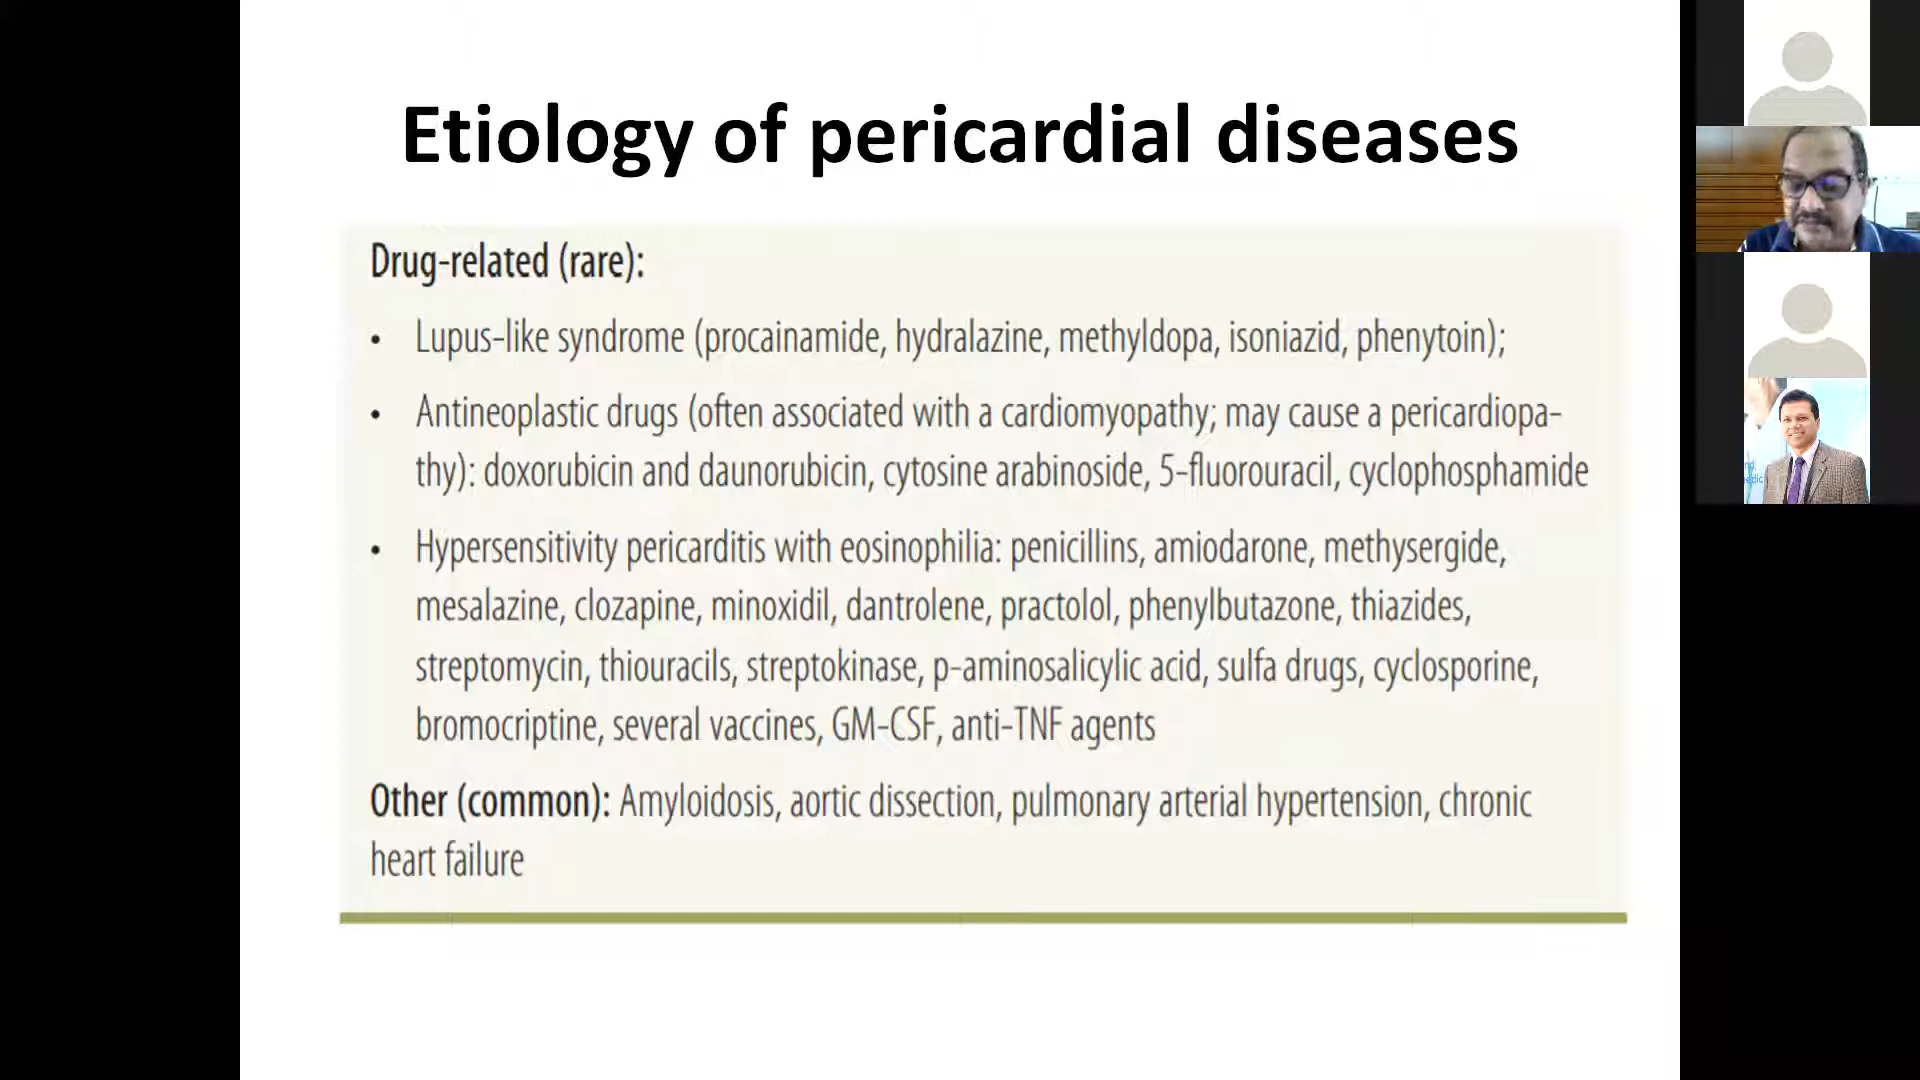 Etiology of pericardial diseases
Drug-related (rare):
• Lupus-like syndrome (procainamide, hydralazine, methyldopa, isoniazid, phenytoin);
• Antineoplastic drugs (often associated with a cardiomyopathy; may cause a pericardiopa-
thy): doxorubicin and daunorubicin, cytosine arabinoside, 5-fluorouracil, cyclophosphamide
• Hypersensitivity pericarditis with eosinophilia: penicillins, amiodarone, methysergide,
mesalazine, clozapine, minoxidil, dantrolene, practolol, phenylbutazone, thiazides,
streptomycin, thiouracils, streptokinase, p-aminosalicylic acid, sulfa drugs, cyclosporine,
bromocriptine, several vaccines, GM-CSF, anti-TNF agents
Other (common): Amyloidosis, aortic dissection, pulmonary arterial hypertension, chronic
heart failure